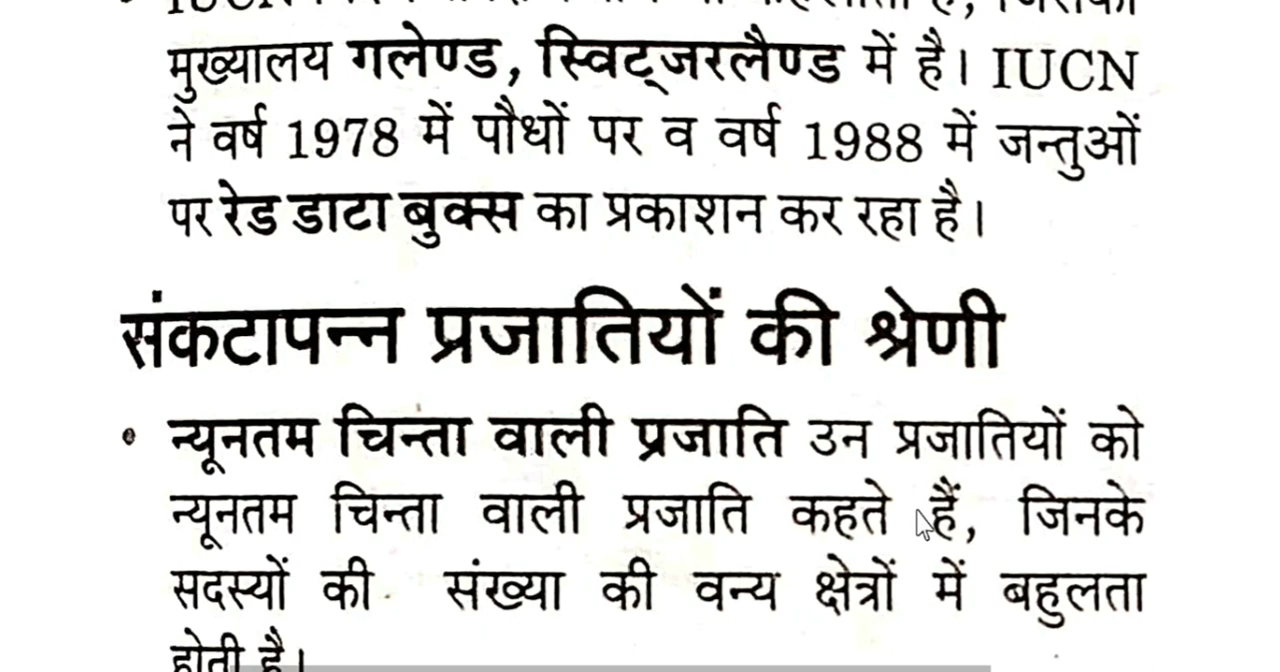 मुख्यालय गलेण्ड, स्विट्जरलैण्ड में है। IUCN
ने वर्ष 1978 में पौधों पर व वर्ष 1988 में जन्तुओं
पर रेड डाटा बुक्स का प्रकाशन कर रहा है।
संकटापन्न प्रजातियों की श्रेणी
• न्यूनतम चिन्ता वाली प्रजाति उन प्रजातियों को
न्यूनतम चिन्ता वाली प्रजाति कहते हैं, जिनके
सदस्यों की संख्या की वन्य क्षेत्रों में बहुलता
होती है।